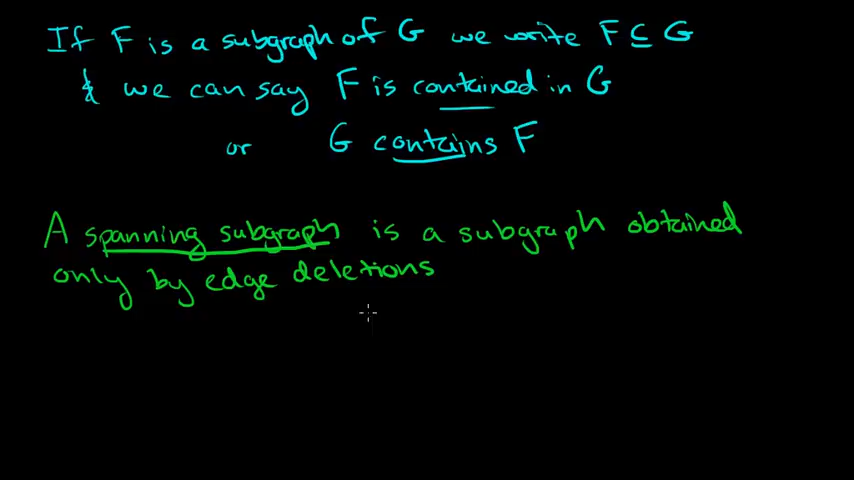 If F is a subgraph of G we write F ⊆ G
& we can say F is contained in G
or G contains F
A spanning subgraph is a subgraph obtained
only by edge deletions